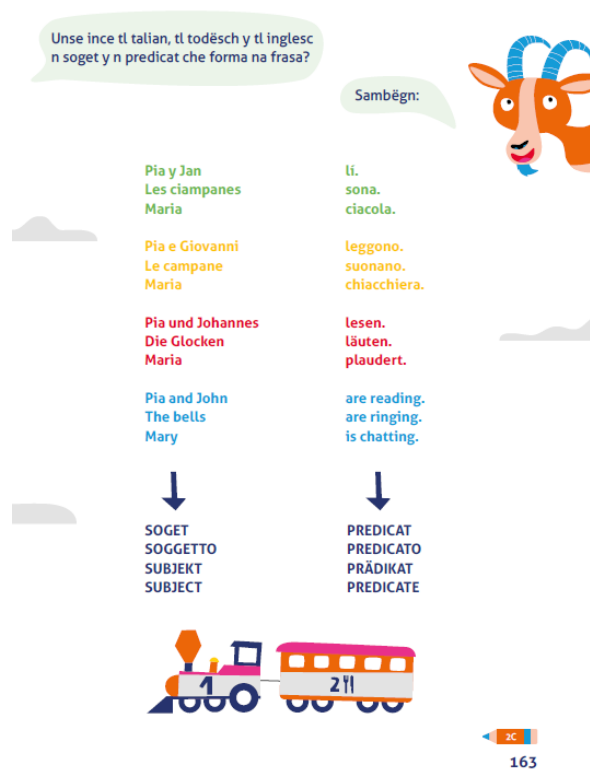 Unse ince tl talian, tl todësch y tl inglesc
n soget y n predicat che forma na frasa?
Sambëgn:
Pia y Jan lí.
Les ciampanes sona.
Maria ciacola.
Pia e Giovanni leggono.
Le campane suonano.
Maria chiacchiera.
Pia und Johannes lesen.
Die Glocken läuten.
Maria plaudert.
Pia and John are reading.
The bells are ringing.
Mary is chatting.
SOGET PREDICAT
SOGGETTO PREDICATO
SUBJEKT PRÄDIKAT
SUBJECT PREDICATE
1 2
2C
163